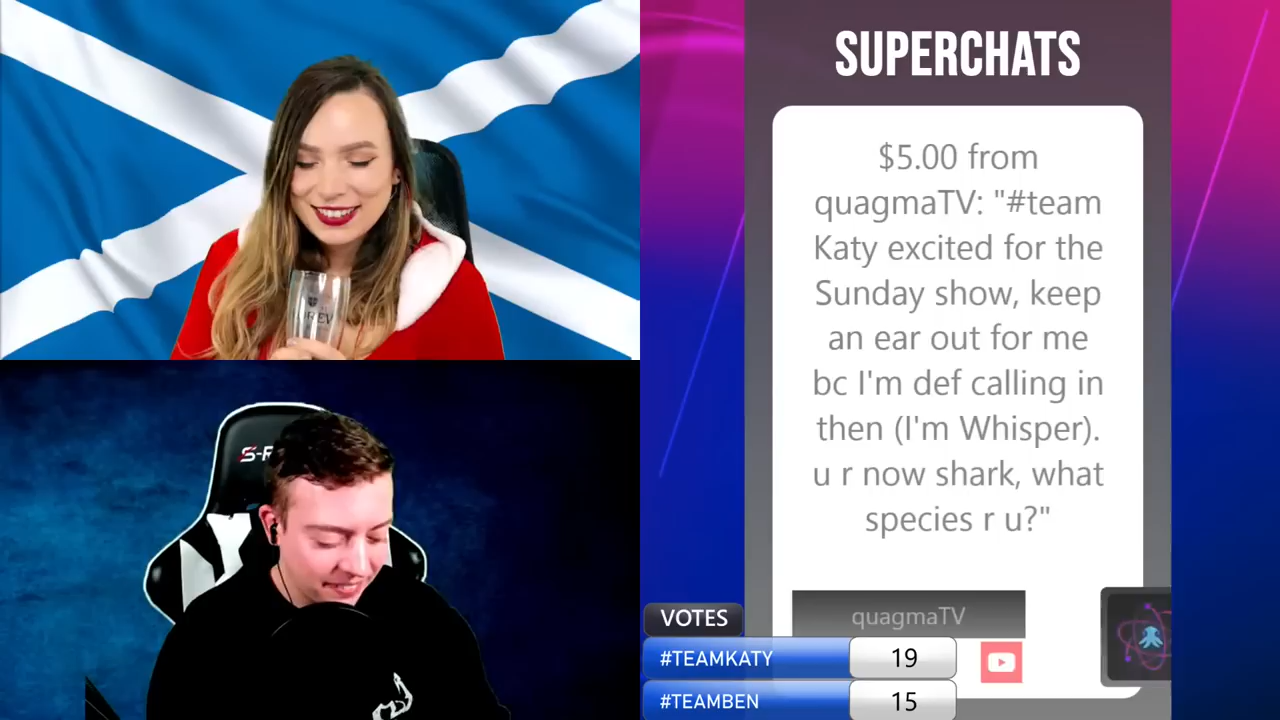 SUPERCHATS
$5.00 from
quagmaTV: "#team
Katy excited for the
Sunday show, keep
an ear out for me
bc I'm def calling in
then (I'm Whisper).
u r now shark, what
species r u?"
quagmaTV
VOTES
#TEAMKATY 19
#TEAMBEN 15